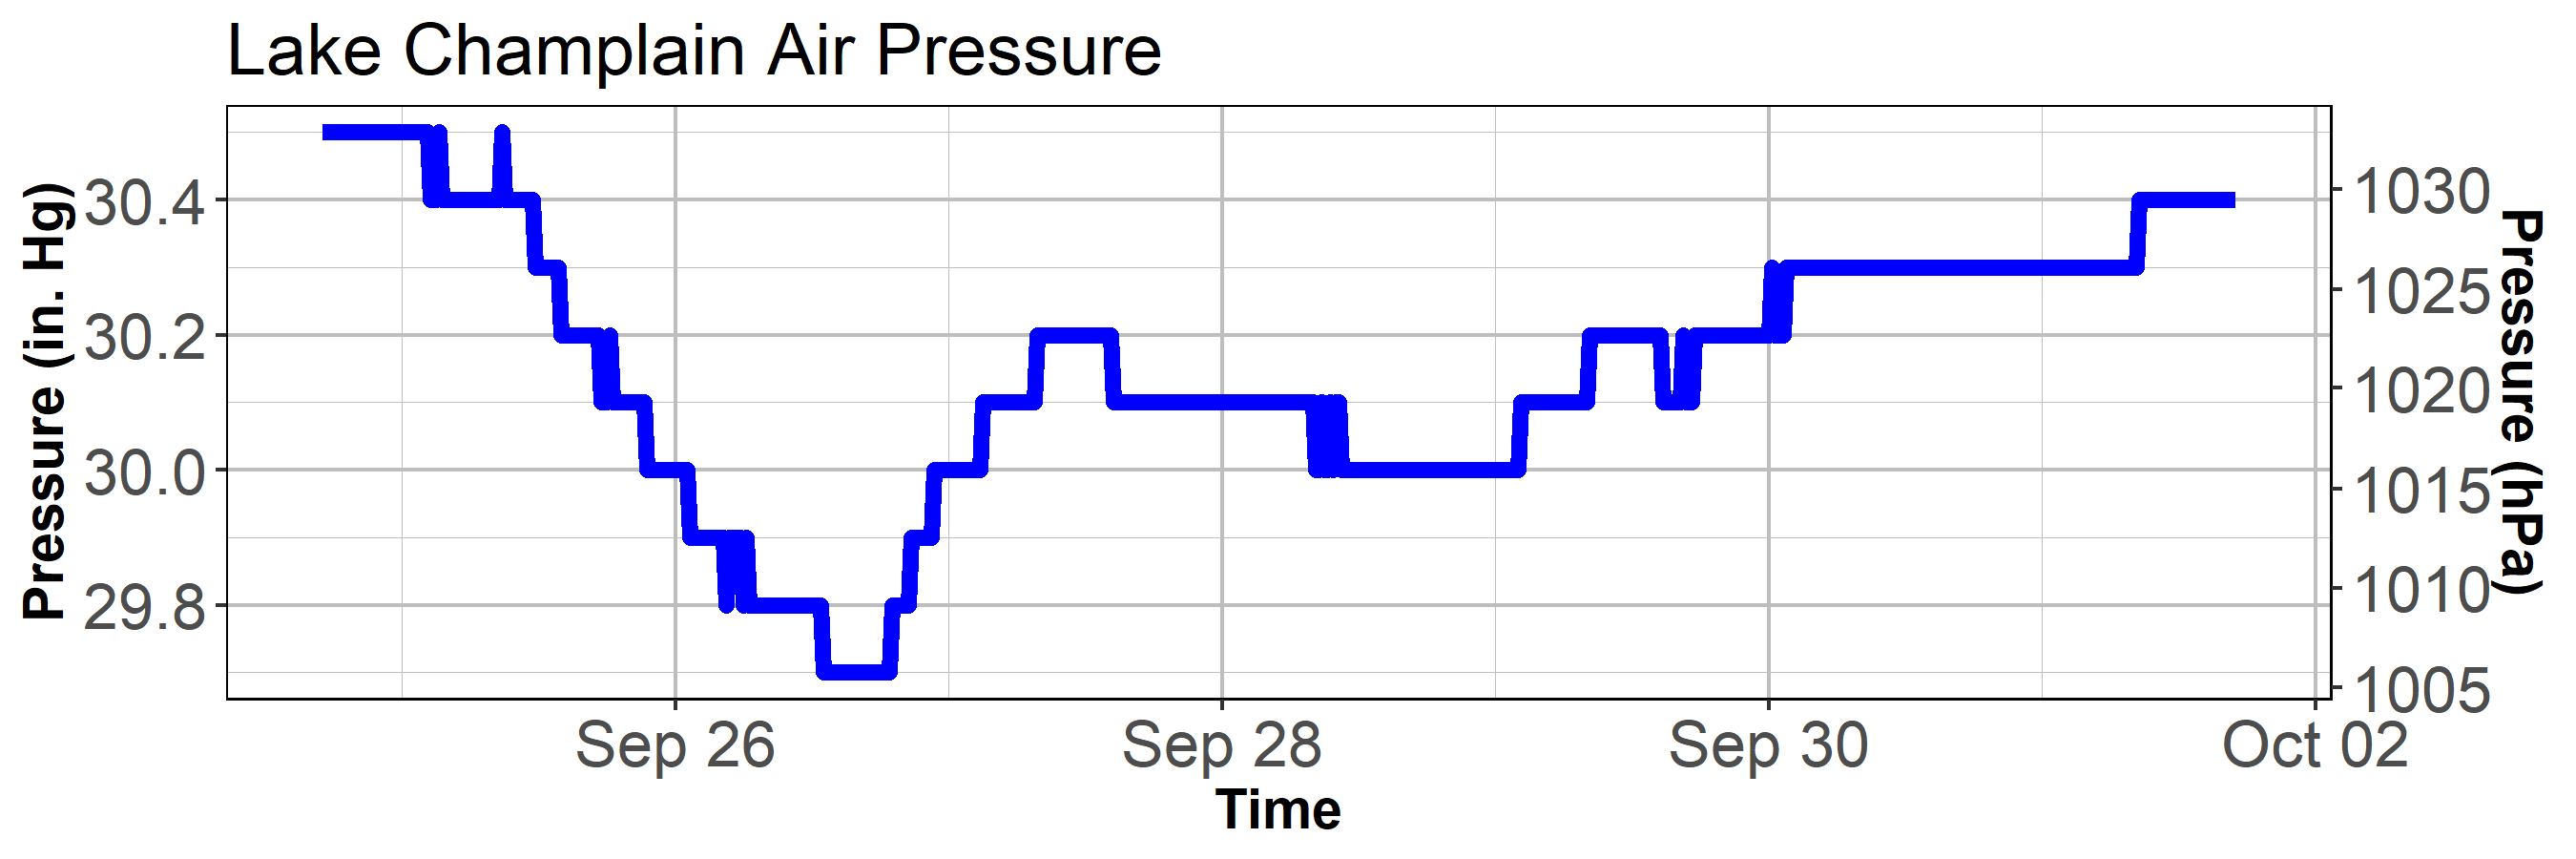 Lake Champlain Air Pressure
Pressure (in. Hg)
30.4
30.2
30.0
29.8
1030
1025
1020
1015
1010
1005
Pressure (hPa)
Sep 26 Sep 28 Sep 30 Oct 02
Time